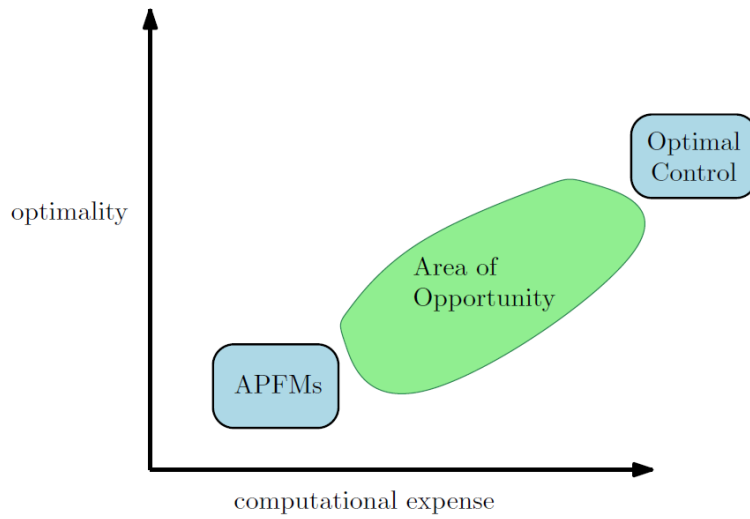 Optimal
Control
optimality
Area of
Opportunity
APFMs
computational expense